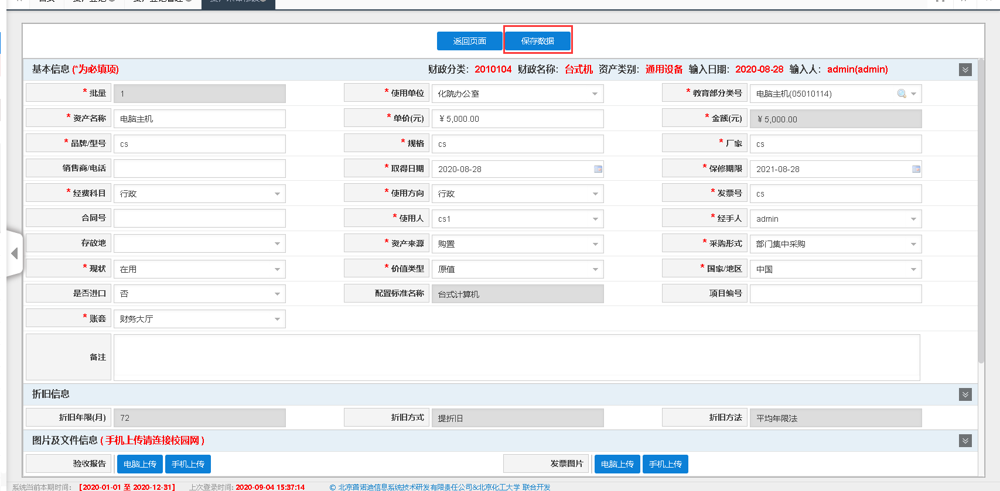 首页 资产登记 资产登记管理
返回页面 保存数据
基本信息 (*为必填项) 财政分类: 2010104 财政名称: 台式机 资产类别: 通用设备 输入日期: 2020-08-28 输入人: admin(admin)
* 批量 1 * 使用单位 化院办公室 * 教育部分类号 电脑主机(05010114)
* 资产名称 电脑主机 * 单价(元) ¥ 5,000.00 * 金额(元) ¥ 5,000.00
* 品牌/型号 cs * 规格 cs * 厂家 cs
销售商/电话 * 取得日期 2020-08-28 * 保修期限 2021-08-28
* 经费科目 行政 * 使用方向 行政 * 发票号 cs
合同号 * 使用人 cs1 * 经手人 admin
存放地 * 资产来源 购置 * 采购形式 部门集中采购
* 现状 在用 * 价值类型 原值 * 国家/地区 中国
是否进口 否 配置标准名称 台式计算机 项目编号
* 账套 财务大厅
备注
折旧信息
折旧年限(月) 72 折旧方式 提折旧 折旧方法 平均年限法
图片及文件信息 ( 手机上传请连接校园网 )
验收报告 电脑上传 手机上传 发票图片 电脑上传 手机上传
系统当前本期时间: 【2020-01-01 至 2020-12-31】 上次登录时间: 2020-09-04 15:37:14 © 北京普诺迪信息系统技术研发有限责任公司&北京化工大学 联合开发